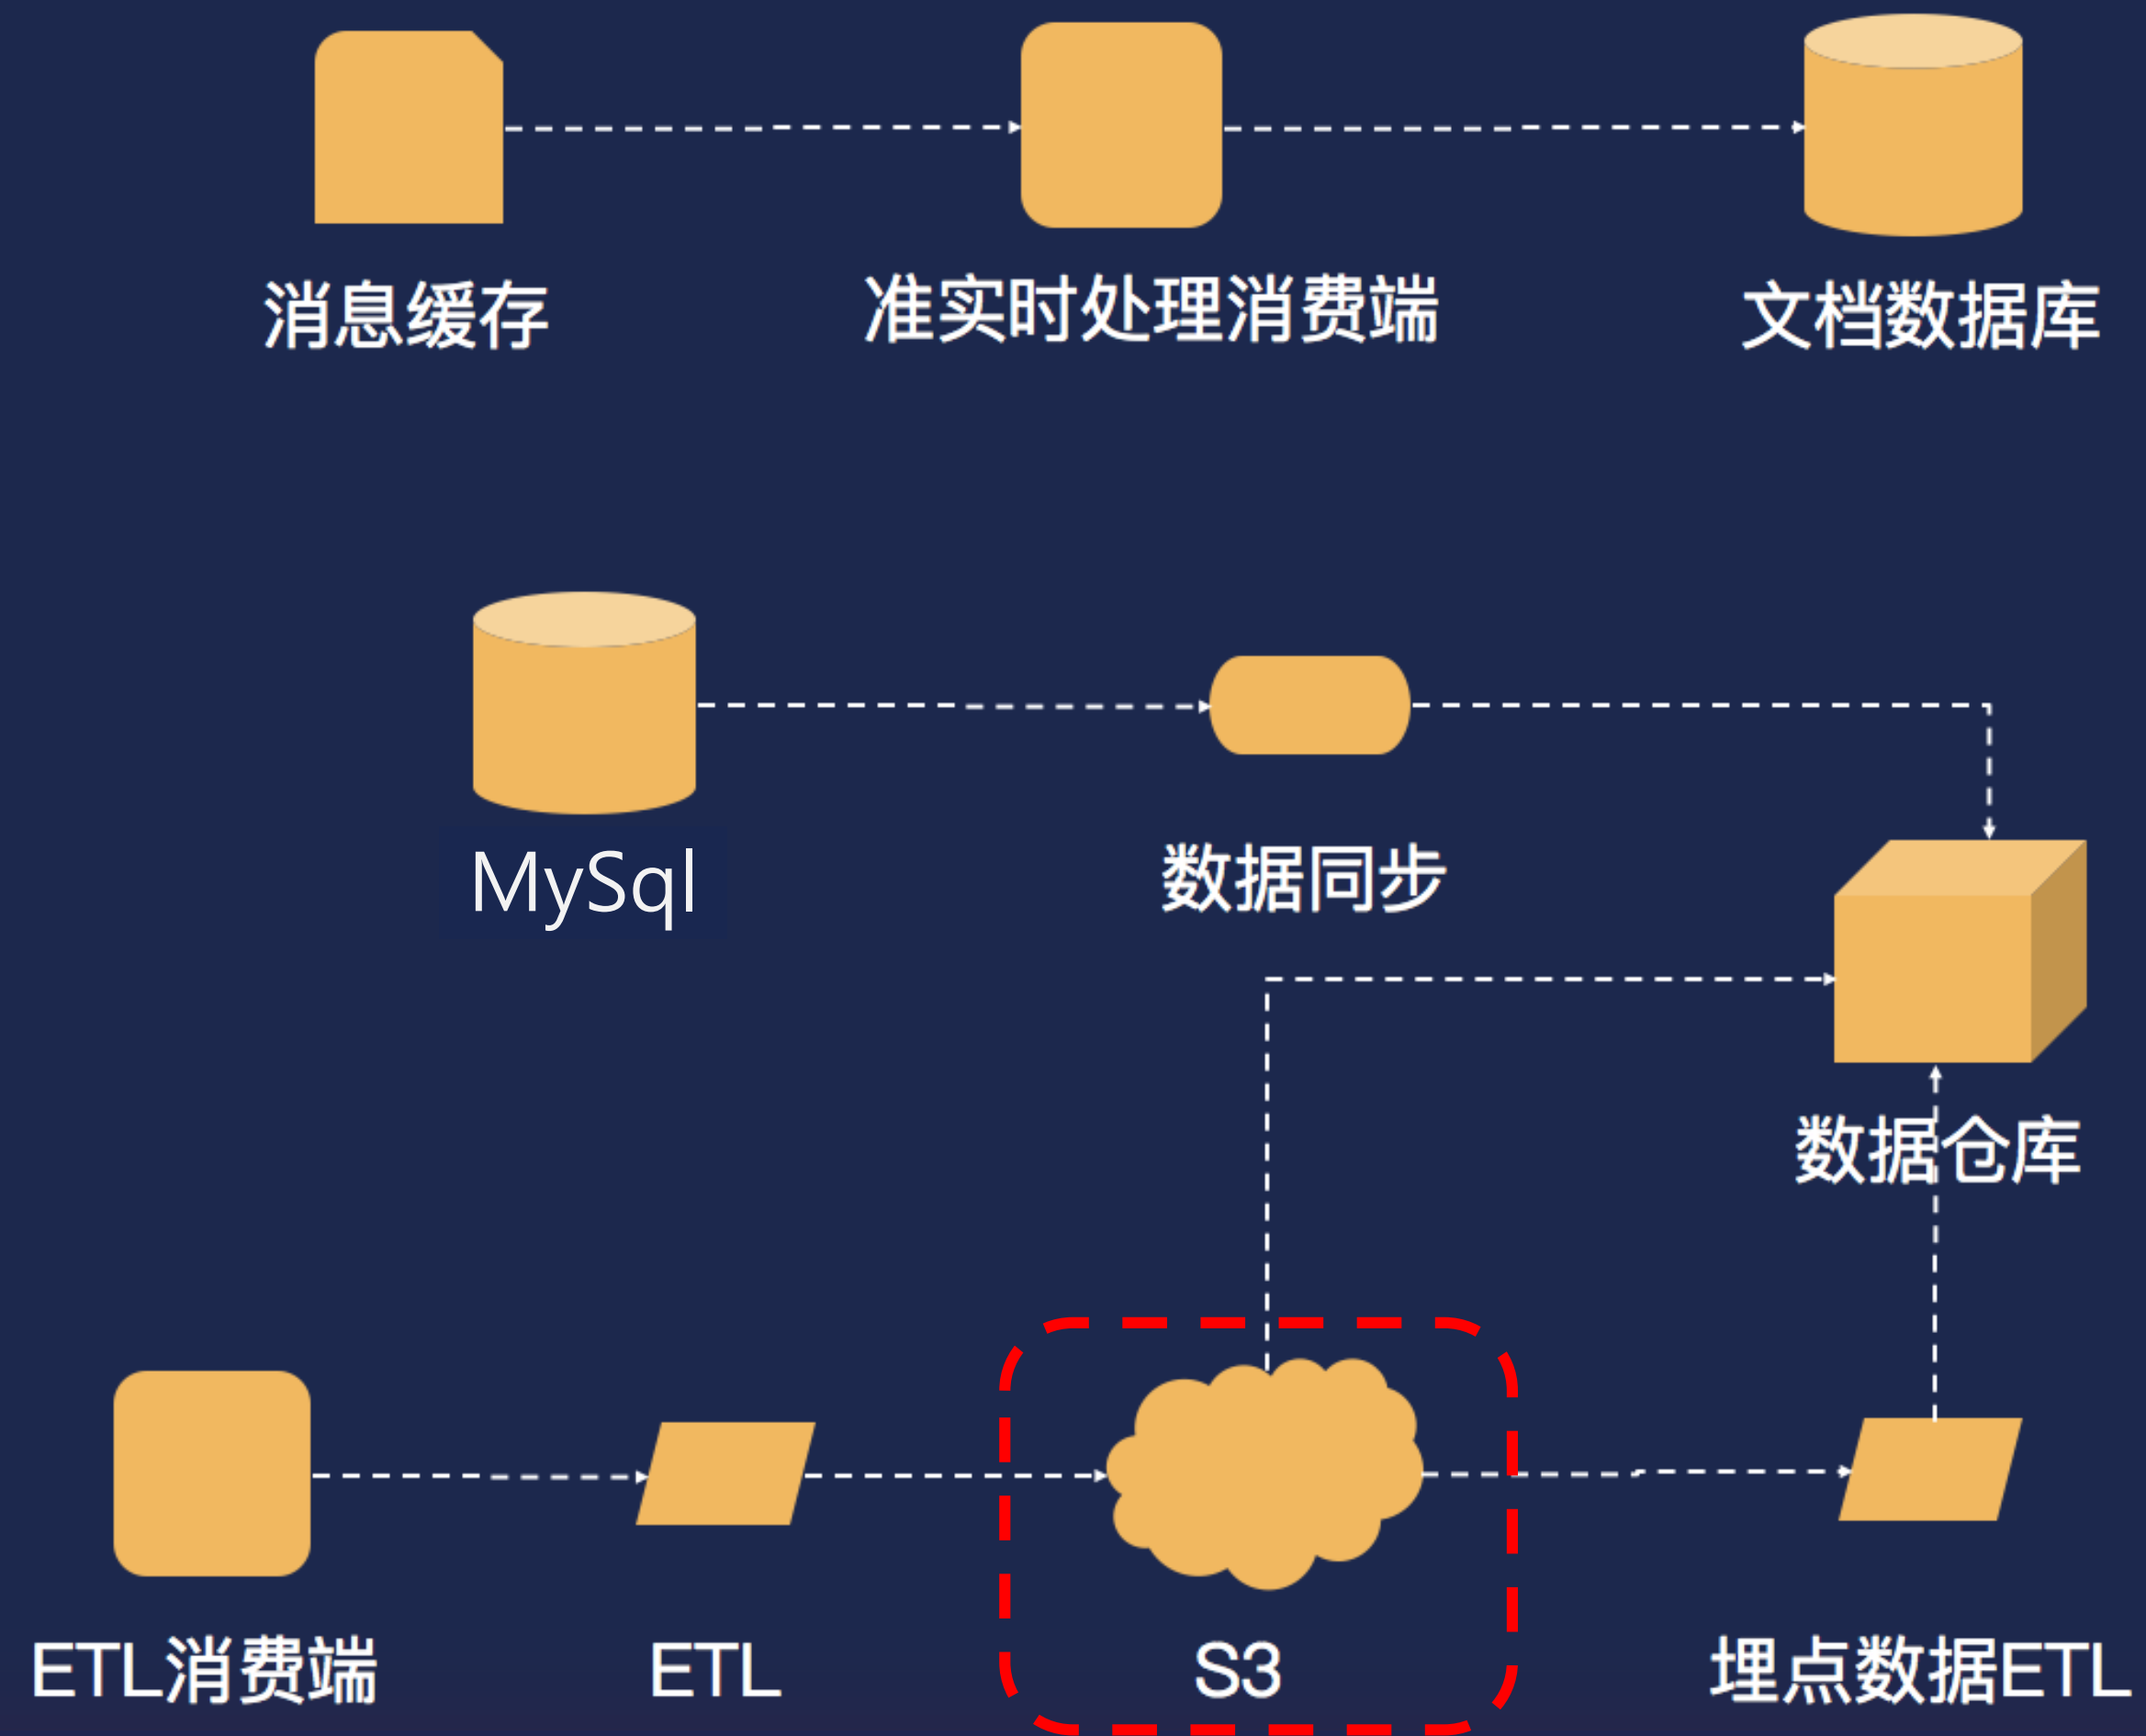 消息缓存
准实时处理消费端
文档数据库
MySql
数据同步
数据仓库
ETL消费端
ETL
S3
埋点数据ETL